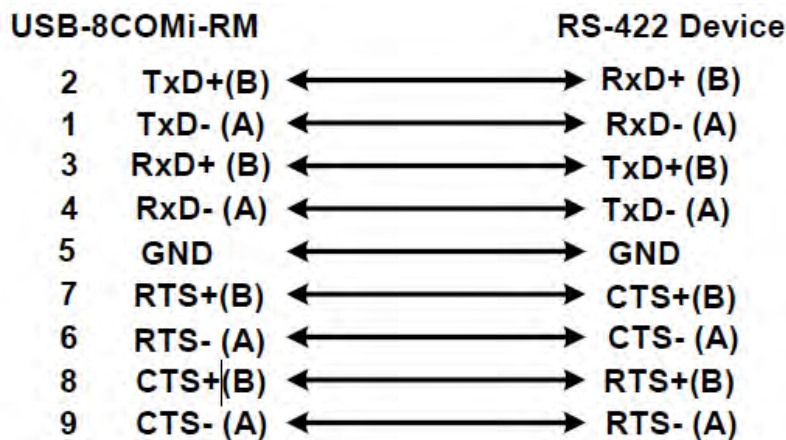 USB-8COMi-RM RS-422 Device
2 TxD+(B) RxD+ (B)
1 TxD- (A) RxD- (A)
3 RxD+ (B) TxD+(B)
4 RxD- (A) TxD- (A)
5 GND GND
7 RTS+(B) CTS+(B)
6 RTS- (A) CTS- (A)
8 CTS+(B) RTS+(B)
9 CTS- (A) RTS- (A)